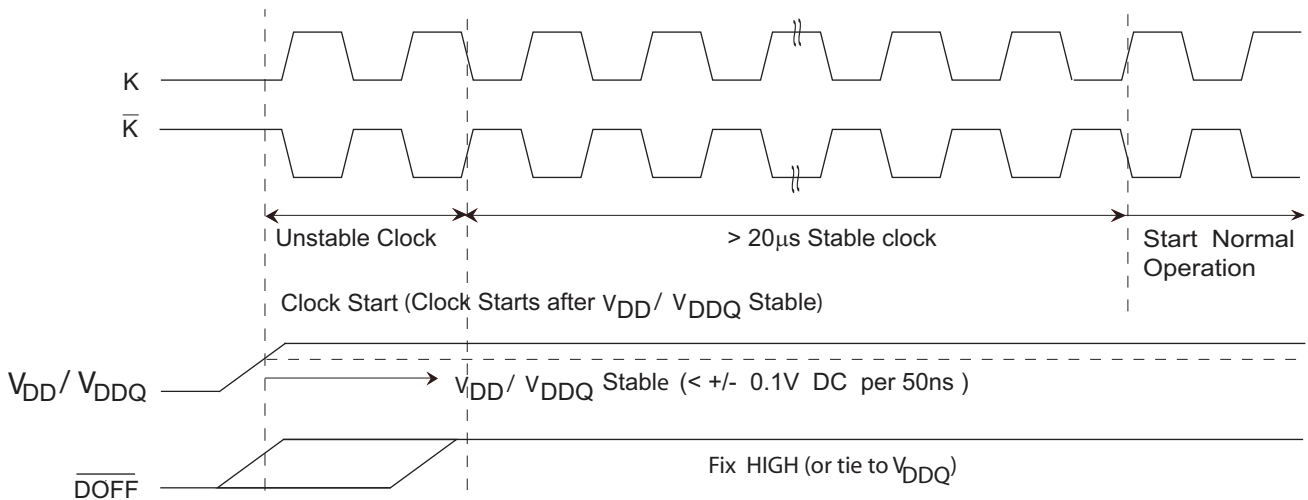 K
K̅
Unstable Clock
> 20μs Stable clock
Start Normal
Operation
Clock Start (Clock Starts after VDD / VDDQ Stable)
VDD / VDDQ
VDD / VDDQ Stable (< +/- 0.1V DC per 50ns )
D̅O̅F̅F̅
Fix HIGH (or tie to VDDQ)